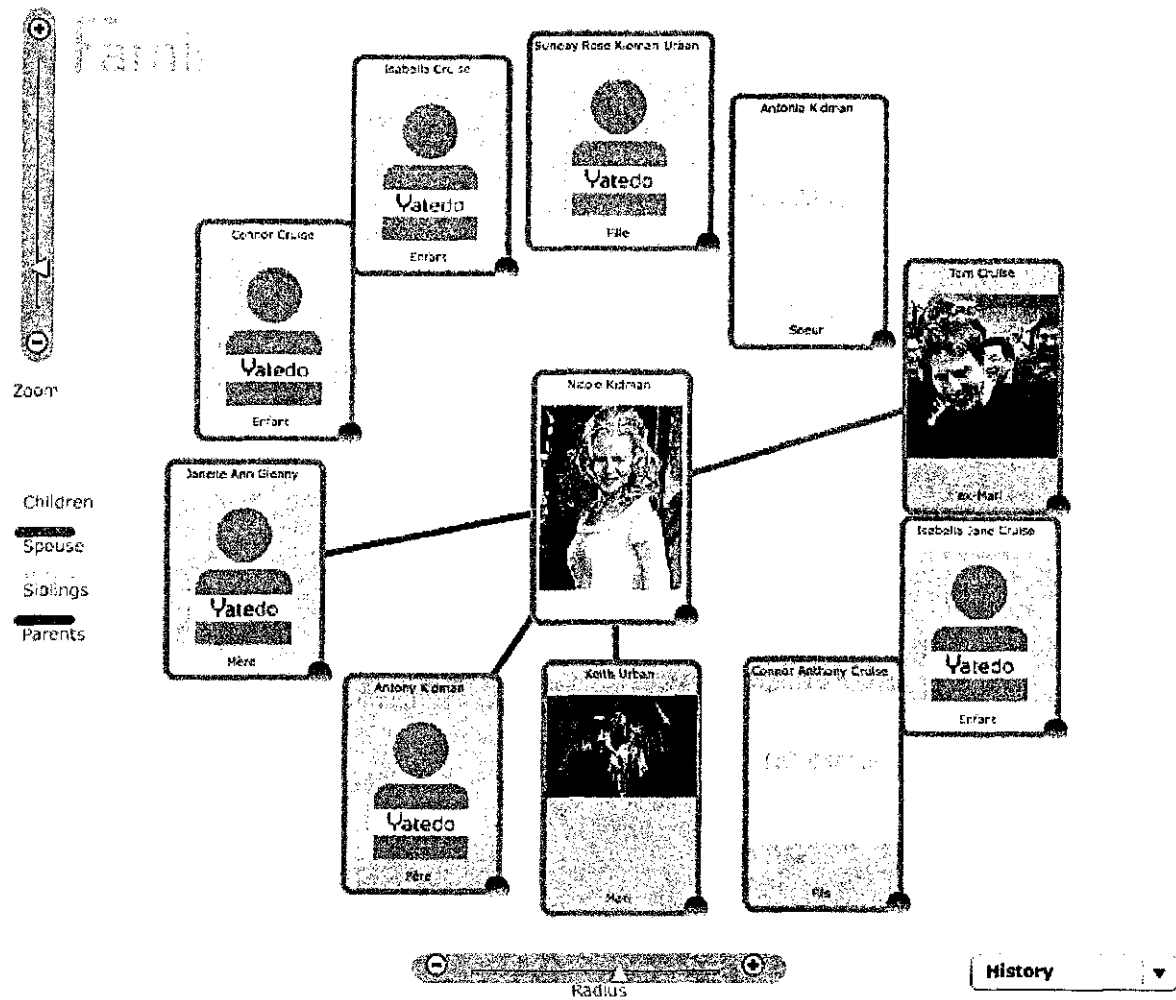 Isabella Cruise
Yatedo
Enfant
Sunday Rose Kidman Urban
Yatedo
Fille
Antonia Kidman
Soeur
Connor Cruise
Yatedo
Enfant
Tom Cruise
ex-Mari
Nicole Kidman
Zoom
Janelle Ann Glenny
Yatedo
Mère
Children
Spouse
Siblings
Parents
Isabella Jane Cruise
Yatedo
Enfant
Antony Kidman
Yatedo
Père
Keith Urban
Mari
Connor Anthony Cruise
Fils
Radius
History